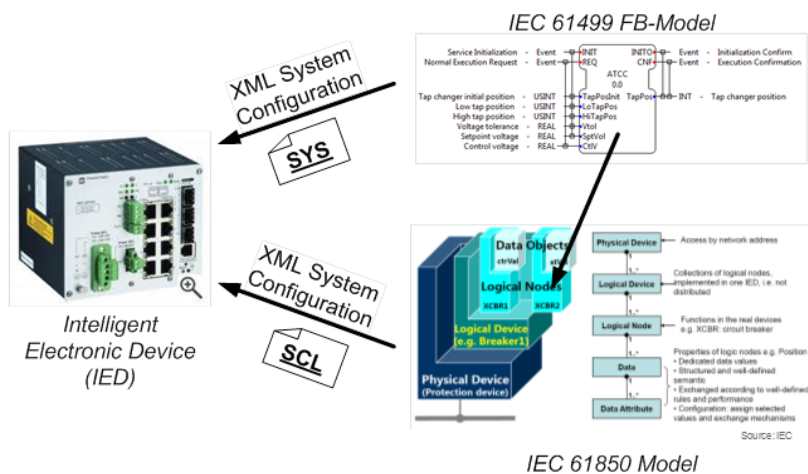 IEC 61499 FB-Model
Service Initialization - Event
Normal Execution Request - Event
INIT
REQ
INITO
CNF
Event - Initialization Confirm
Event - Execution Confirmation
ATCC
0.0
Tap changer initial position - USINT
Low tap position - USINT
High tap position - USINT
Voltage tolerance - REAL
Setpoint voltage - REAL
Control voltage - REAL
TapPosInit
LoTapPos
HiTapPos
Vtol
SptVol
CtlV
TapPos
INT - Tap changer position
XML System
Configuration
SYS
XML System
Configuration
SCL
Intelligent
Electronic Device
(IED)
Data Objects
ctrVal
stVal
Logical Nodes
XCBR1
XCBR2
Logical Device
(e.g. Breaker1)
Physical Device
(Protection device)
Physical Device
Access by network address
1..*
Logical Device
Collections of logical nodes,
implemented in one IED, i.e. not
distributed
1..*
Logical Node
Functions in the real devices
e.g. XCBR: circuit breaker
1..*
Data
Properties of logic nodes e.g. Position
• Dedicated data values
• Structured and well-defined
semantic
• Exchanged according to well-defined
rules and performance
• Configuration: assign selected
values and exchange mechanisms
1..*
Data Attribute
Source: IEC
IEC 61850 Model